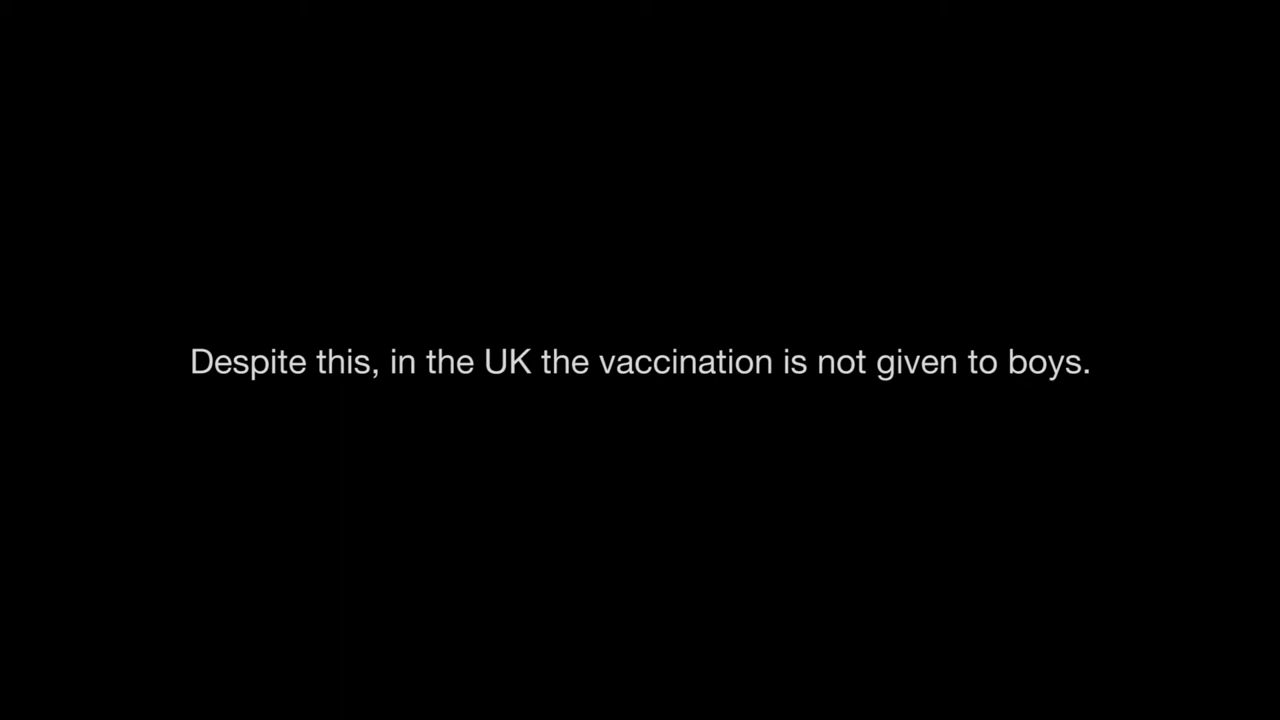 Despite this, in the UK the vaccination is not given to boys.